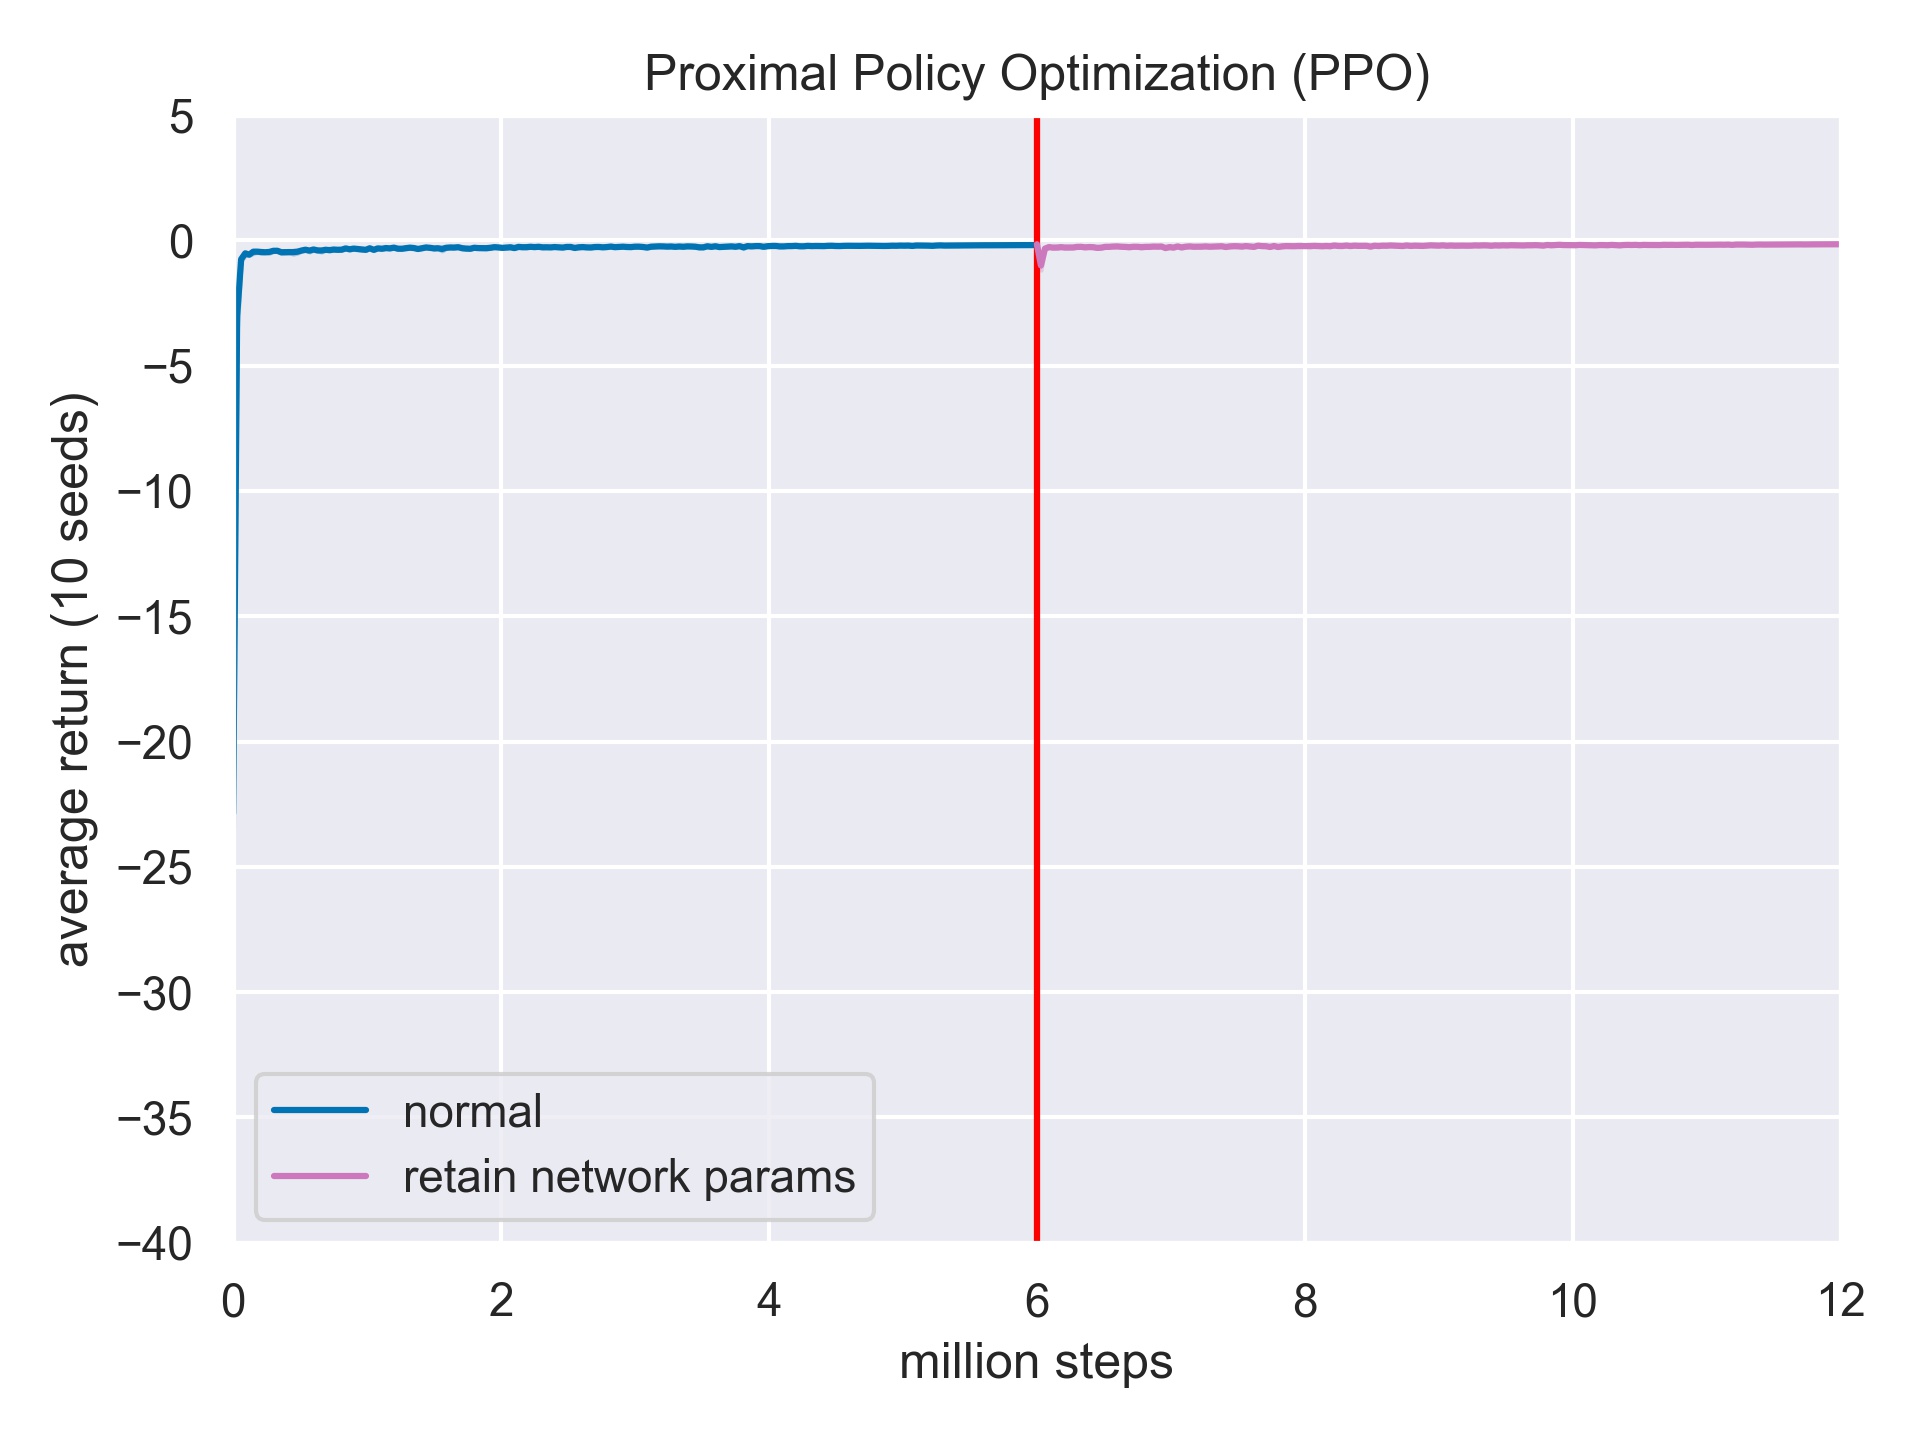 Proximal Policy Optimization (PPO)
5
0
−5
−10
−15
−20
−25
−30
−35
−40
average return (10 seeds)
normal
retain network params
0 2 4 6 8 10 12
million steps